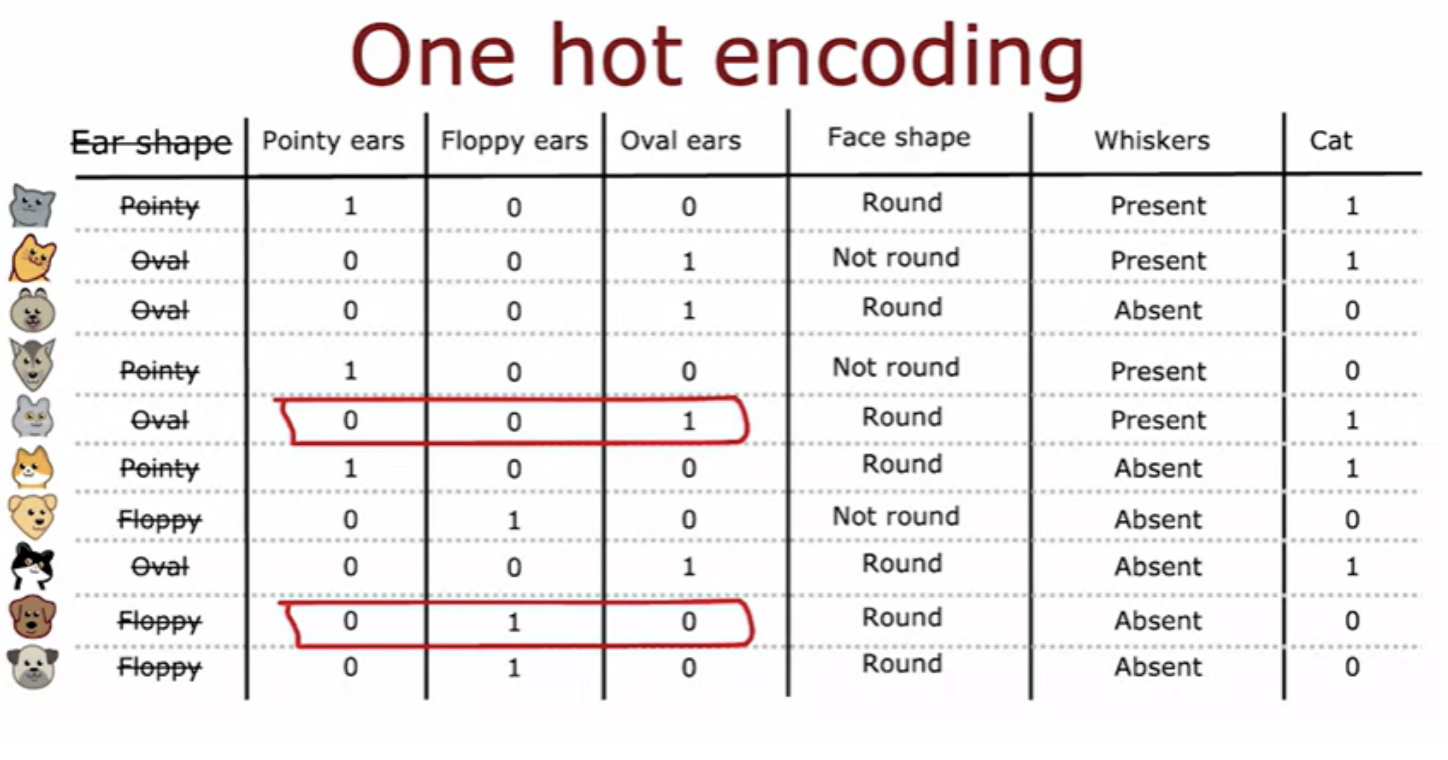 One hot encoding
Ear shape Pointy ears Floppy ears Oval ears Face shape Whiskers Cat
Pointy 1 0 0 Round Present 1
Oval 0 0 1 Not round Present 1
Oval 0 0 1 Round Absent 0
Pointy 1 0 0 Not round Present 0
Oval 0 0 1 Round Present 1
Pointy 1 0 0 Round Absent 1
Floppy 0 1 0 Not round Absent 0
Oval 0 0 1 Round Absent 1
Floppy 0 1 0 Round Absent 0
Floppy 0 1 0 Round Absent 0